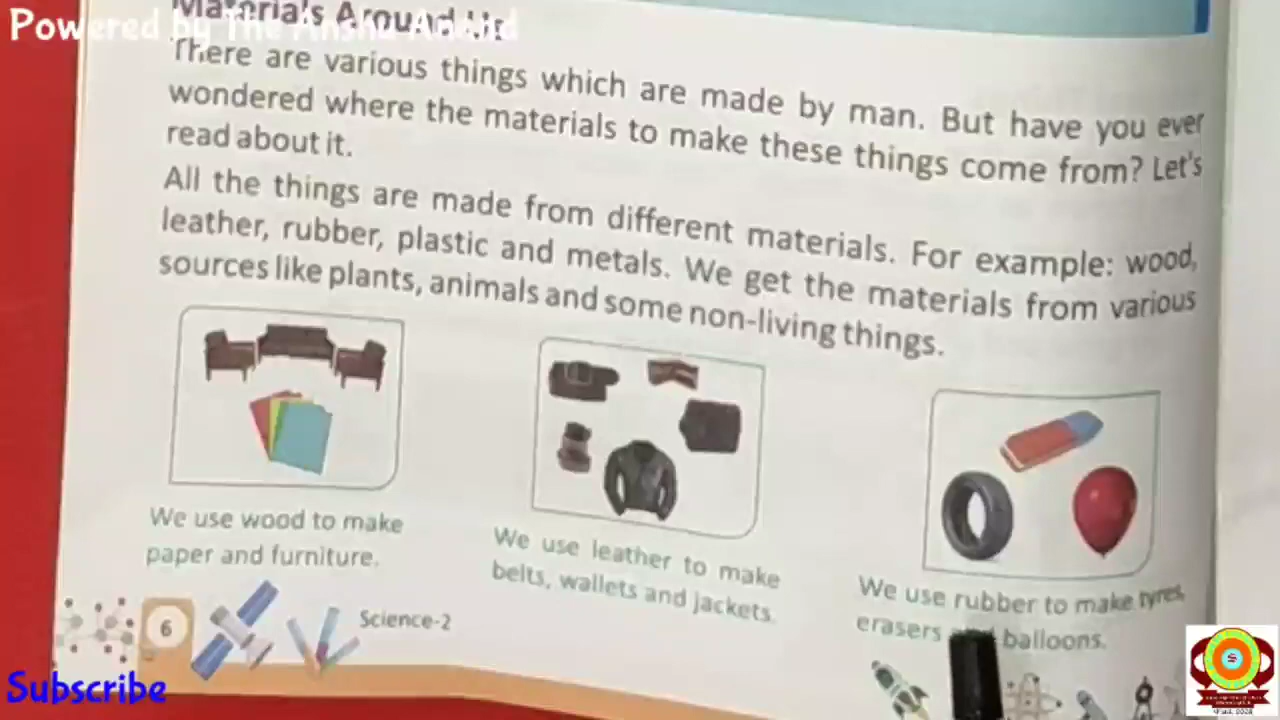 Materials Around Us
Powered by The Anshu Anand
There are various things which are made by man. But have you ever
wondered where the materials to make these things come from? Let's
read about it.
All the things are made from different materials. For example: wood,
leather, rubber, plastic and metals. We get the materials from various
sources like plants, animals and some non-living things.
We use wood to make
paper and furniture.
We use leather to make
belts, wallets and jackets.
We use rubber to make tyres,
erasers and balloons.
6
Science-2
Subscribe